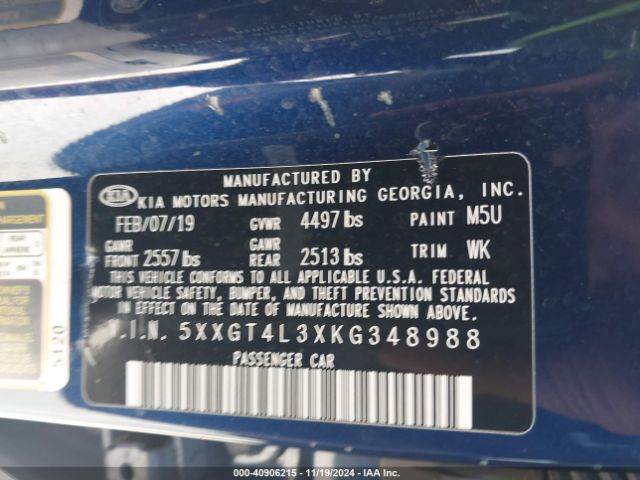 MANUFACTURED BY
KIA KIA MOTORS MANUFACTURING GEORGIA, INC.
FEB/07/19 GVWR 4497 lbs PAINT M5U
GAWR FRONT 2557 lbs GAWR REAR 2513 lbs TRIM WK
THIS VEHICLE CONFORMS TO ALL APPLICABLE U.S.A. FEDERAL
MOTOR VEHICLE SAFETY, BUMPER, AND THEFT PREVENTION
STANDARDS IN EFFECT ON THE DATE OF MANUFACTURE SHOWN ABOVE.
V.I.N. 5XXGT4L3XKG348988
PASSENGER CAR
5120
000-40906215 - 11/19/2024 - IAA Inc.